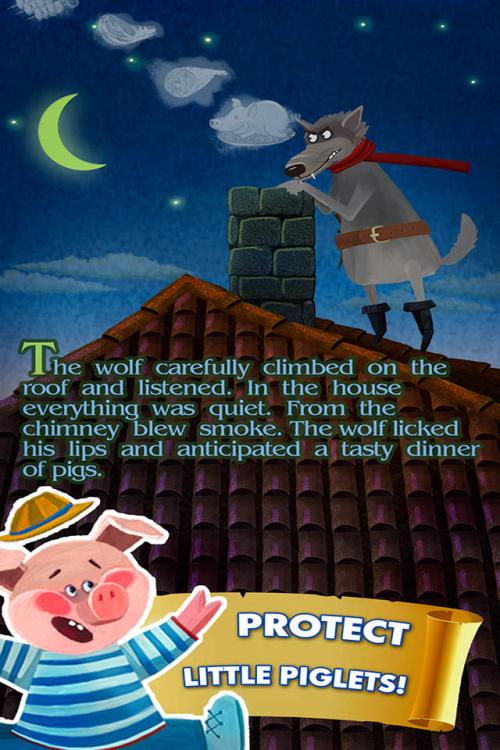 The wolf carefully climbed on the
roof and listened. In the house
everything was quiet. From the
chimney blew smoke. The wolf licked
his lips and anticipated a tasty dinner
of pigs.
PROTECT
LITTLE PIGLETS!